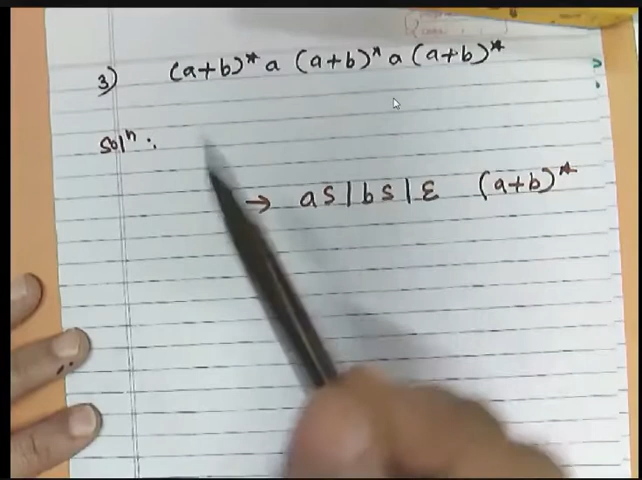 3) (a+b)* a (a+b)* a (a+b)*
Solⁿ :
→ aS | bS | ε (a+b)*